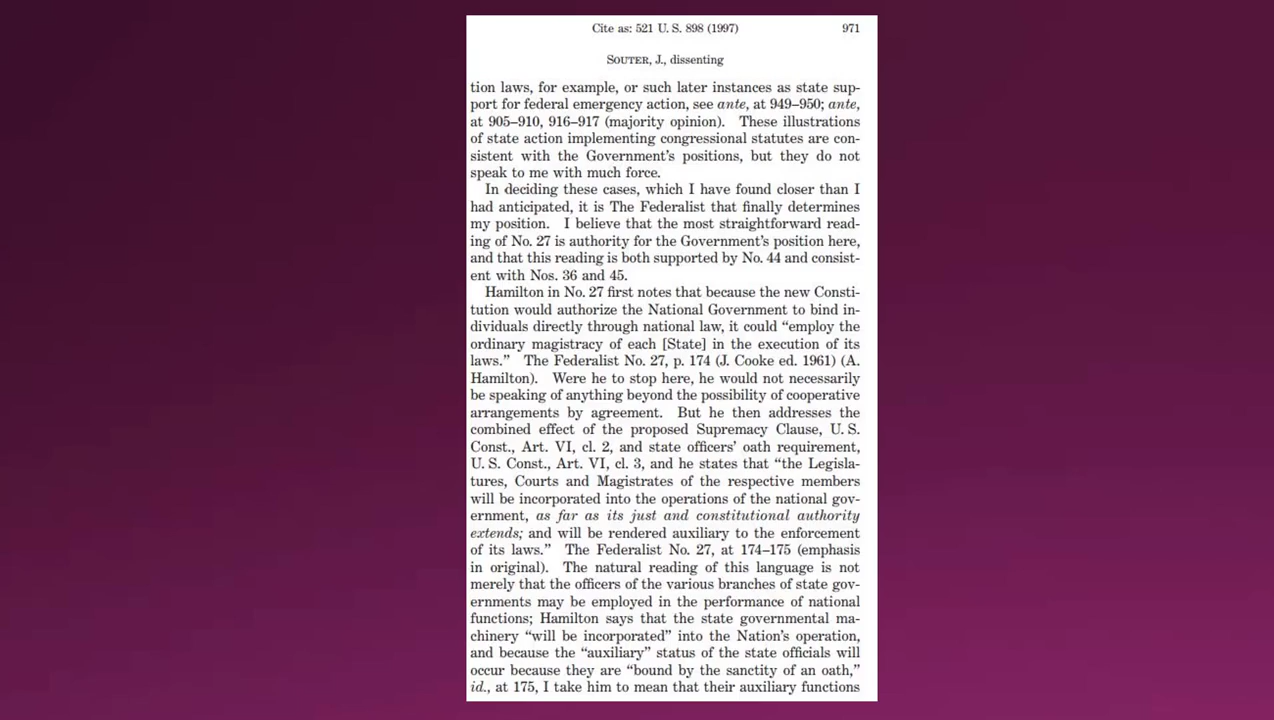 Cite as: 521 U. S. 898 (1997) 971
SOUTER, J., dissenting
tion laws, for example, or such later instances as state sup-
port for federal emergency action, see ante, at 949–950; ante,
at 905–910, 916–917 (majority opinion). These illustrations
of state action implementing congressional statutes are con-
sistent with the Government's positions, but they do not
speak to me with much force.
In deciding these cases, which I have found closer than I
had anticipated, it is The Federalist that finally determines
my position. I believe that the most straightforward read-
ing of No. 27 is authority for the Government's position here,
and that this reading is both supported by No. 44 and consist-
ent with Nos. 36 and 45.
Hamilton in No. 27 first notes that because the new Consti-
tution would authorize the National Government to bind in-
dividuals directly through national law, it could “employ the
ordinary magistracy of each [State] in the execution of its
laws.” The Federalist No. 27, p. 174 (J. Cooke ed. 1961) (A.
Hamilton). Were he to stop here, he would not necessarily
be speaking of anything beyond the possibility of cooperative
arrangements by agreement. But he then addresses the
combined effect of the proposed Supremacy Clause, U. S.
Const., Art. VI, cl. 2, and state officers' oath requirement,
U. S. Const., Art. VI, cl. 3, and he states that “the Legisla-
tures, Courts and Magistrates of the respective members
will be incorporated into the operations of the national gov-
ernment, as far as its just and constitutional authority
extends; and will be rendered auxiliary to the enforcement
of its laws.” The Federalist No. 27, at 174–175 (emphasis
in original). The natural reading of this language is not
merely that the officers of the various branches of state gov-
ernments may be employed in the performance of national
functions; Hamilton says that the state governmental ma-
chinery “will be incorporated” into the Nation's operation,
and because the “auxiliary” status of the state officials will
occur because they are “bound by the sanctity of an oath,”
id., at 175, I take him to mean that their auxiliary functions